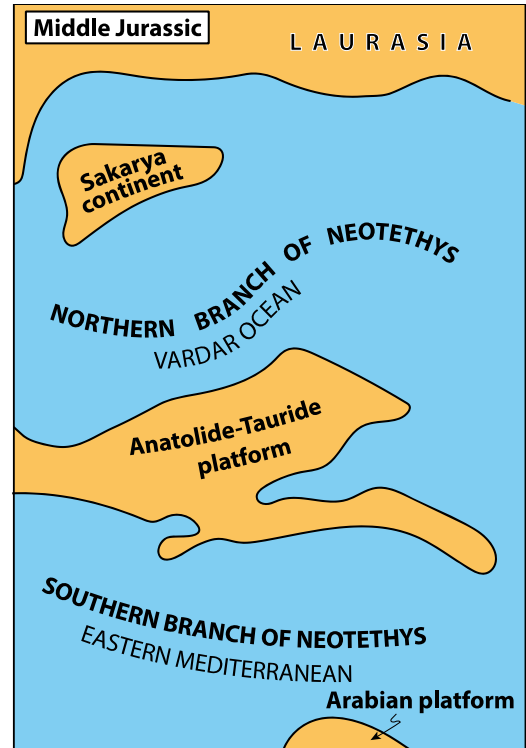 Middle Jurassic
LAURASIA
Sakarya
continent
NORTHERN BRANCH OF NEOTETHYS
VARDAR OCEAN
Anatolide-Tauride
platform
SOUTHERN BRANCH OF NEOTETHYS
EASTERN MEDITERRANEAN
Arabian platform